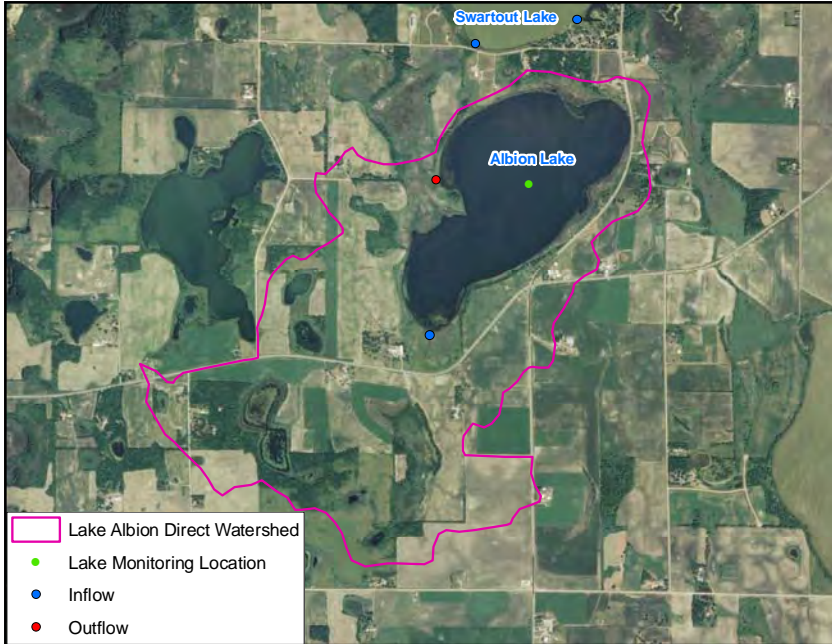 Swartout Lake
Albion Lake
Lake Albion Direct Watershed
Lake Monitoring Location
Inflow
Outflow